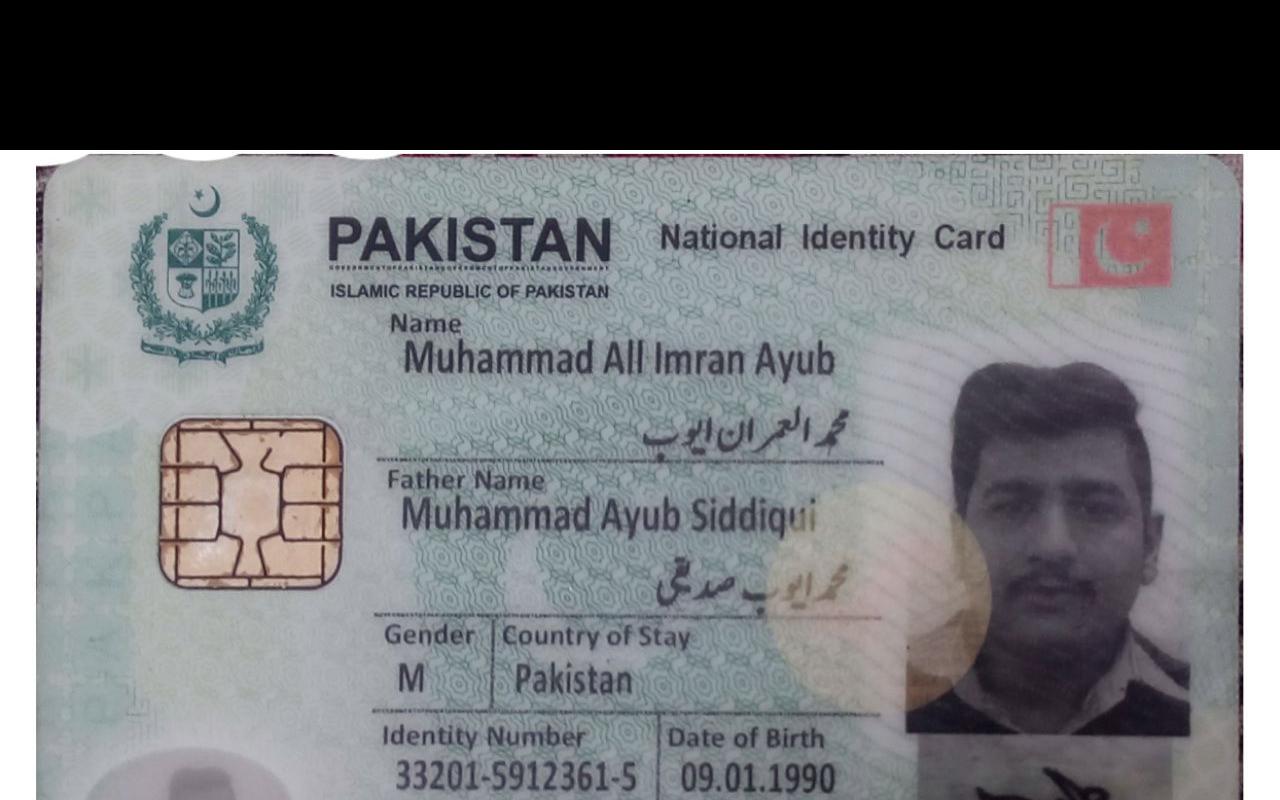 PAKISTAN National Identity Card
ISLAMIC REPUBLIC OF PAKISTAN
Name
Muhammad All Imran Ayub
محمد العمران ایوب
Father Name
Muhammad Ayub Siddiqui
محمد ایوب صدیقی
Gender Country of Stay
M Pakistan
Identity Number Date of Birth
33201-5912361-5 09.01.1990